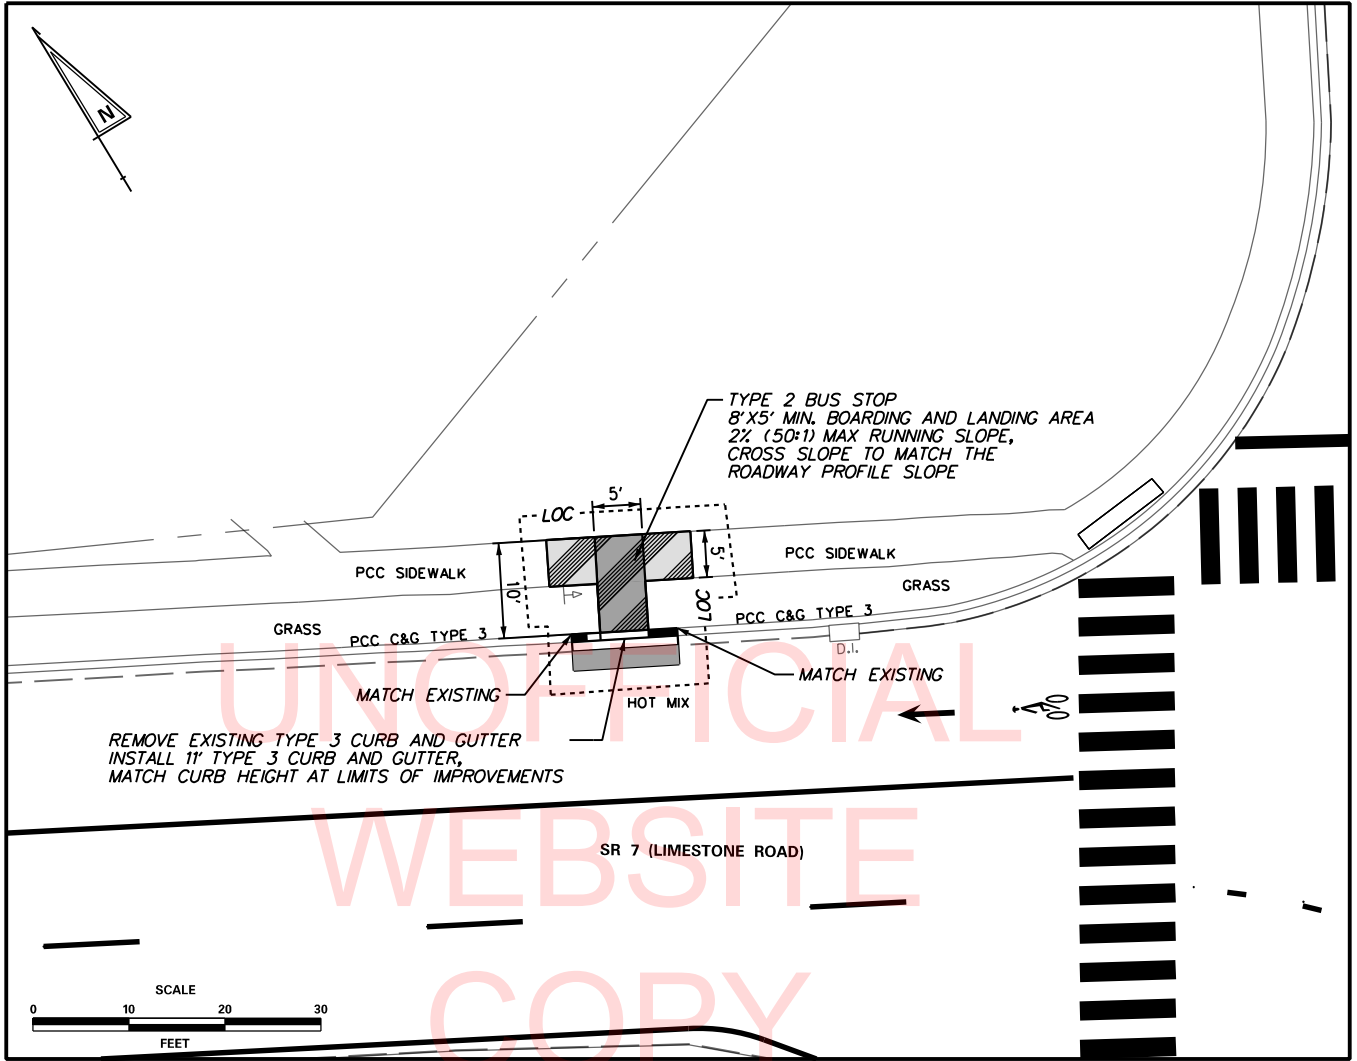 N
TYPE 2 BUS STOP
8'X5' MIN. BOARDING AND LANDING AREA
2% (50:1) MAX RUNNING SLOPE,
CROSS SLOPE TO MATCH THE
ROADWAY PROFILE SLOPE
5'
LOC
PCC SIDEWALK
5'
PCC SIDEWALK
10'
GRASS
LOC
GRASS
PCC C&G TYPE 3
PCC C&G TYPE 3
D.I.
MATCH EXISTING
MATCH EXISTING
HOT MIX
REMOVE EXISTING TYPE 3 CURB AND GUTTER
INSTALL 11' TYPE 3 CURB AND GUTTER,
MATCH CURB HEIGHT AT LIMITS OF IMPROVEMENTS
UNOFFICIAL
WEBSITE
COPY
SR 7 (LIMESTONE ROAD)
SCALE
0 10 20 30
FEET